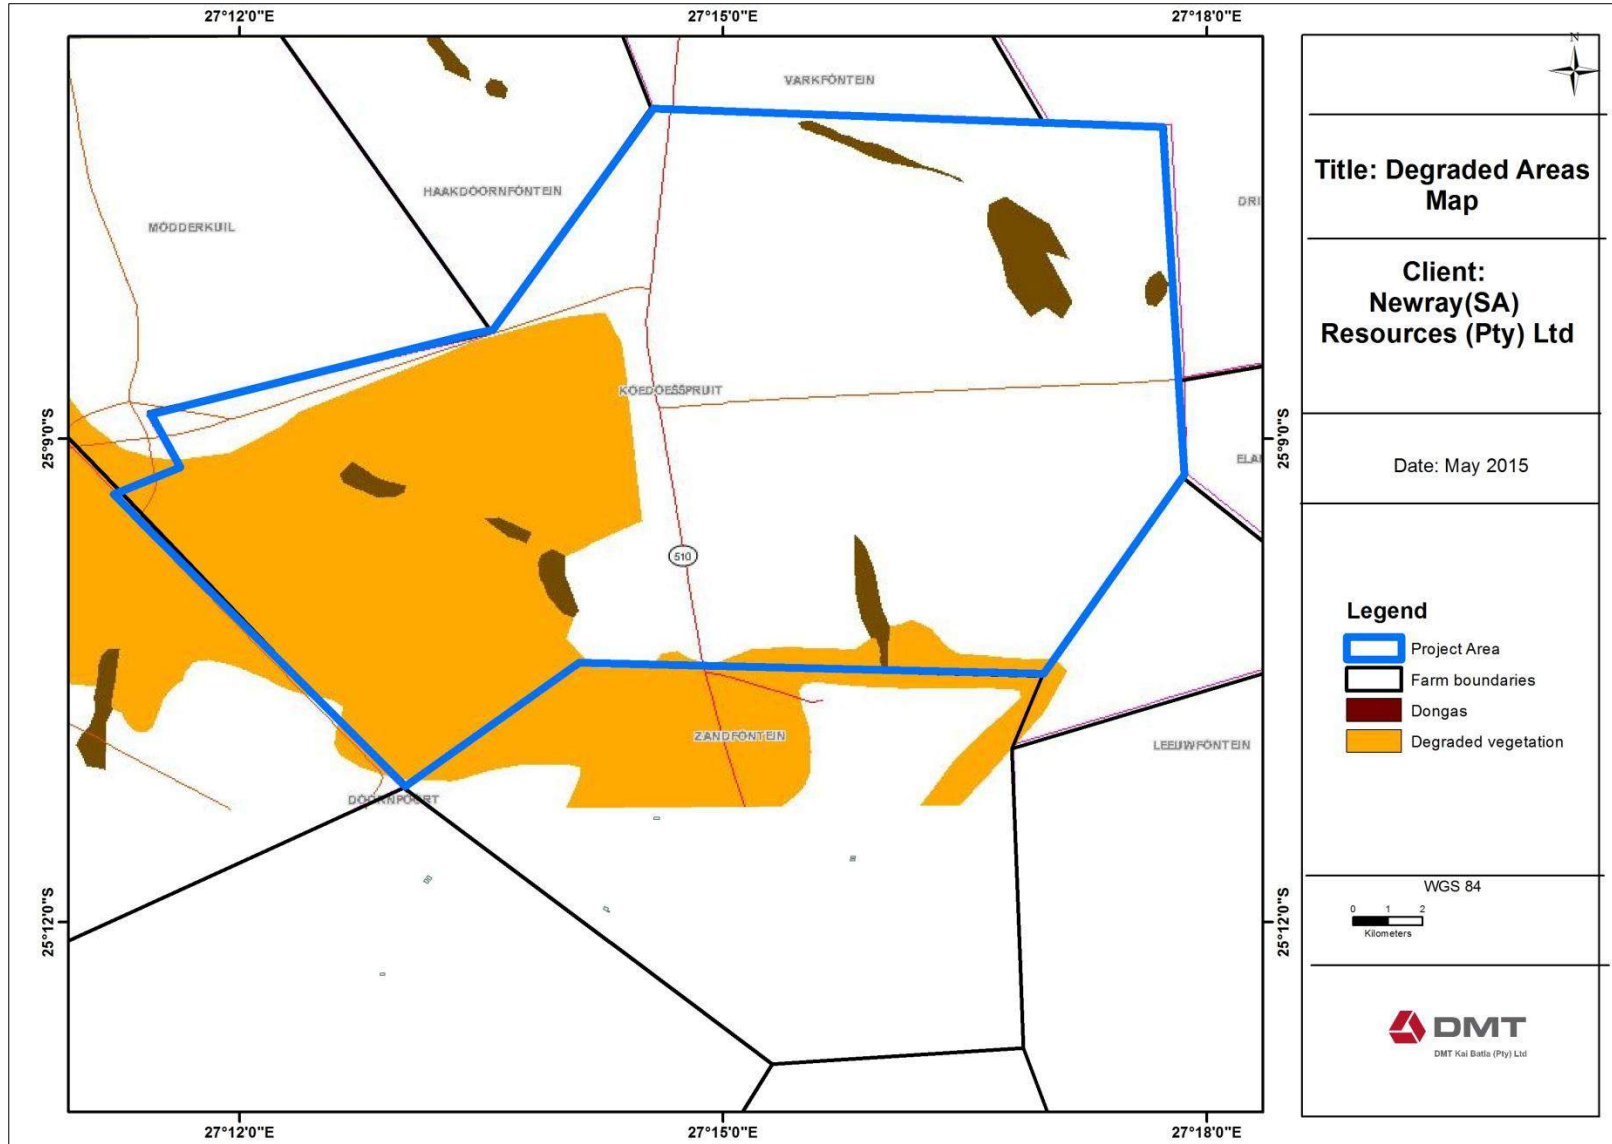 27°12'0"E
27°15'0"E
27°18'0"E
N
VARKFONTEIN
HAAKDOORNFONTEIN
MODDERKUIL
DRI
KOEDOESSPRUIT
25°9'0"S
25°9'0"S
ELA
510
ZANDFONTEIN
LEEUWFONTEIN
DOORNPOORT
25°12'0"S
25°12'0"S
27°12'0"E
27°15'0"E
27°18'0"E
Title: Degraded Areas
Map
Client:
Newray(SA)
Resources (Pty) Ltd
Date: May 2015
Legend
Project Area
Farm boundaries
Dongas
Degraded vegetation
WGS 84
0 1 2
Kilometers
DMT
DMT Kai Batla (Pty) Ltd